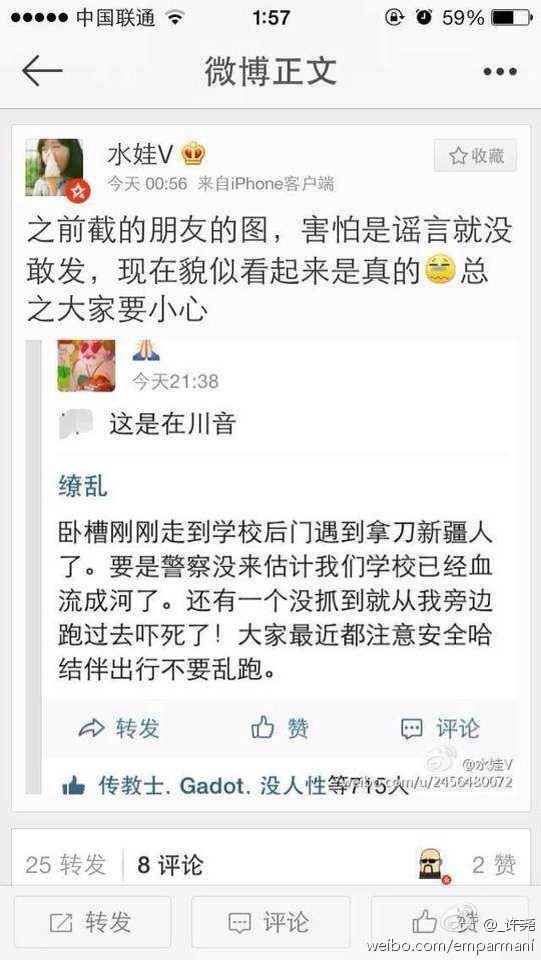 中国联通
1:57
59%
微博正文
水娃V
收藏
今天 00:56 来自iPhone客户端
之前截的朋友的图，害怕是谣言就没
敢发，现在貌似看起来是真的总
之大家要小心
今天21:38
这是在川音
缭乱
卧槽刚刚走到学校后门遇到拿刀新疆人
了。要是警察没来估计我们学校已经血
流成河了。还有一个没抓到就从我旁边
跑过去吓死了！大家最近都注意安全哈
结伴出行不要乱跑。
转发
赞
评论
@水娃V
传教士, Gadot, 没人性等715人
weibo.com/u/2456480072
25 转发
8 评论
2 赞
转发
评论
赞
@_许尧
weibo.com/emparmani